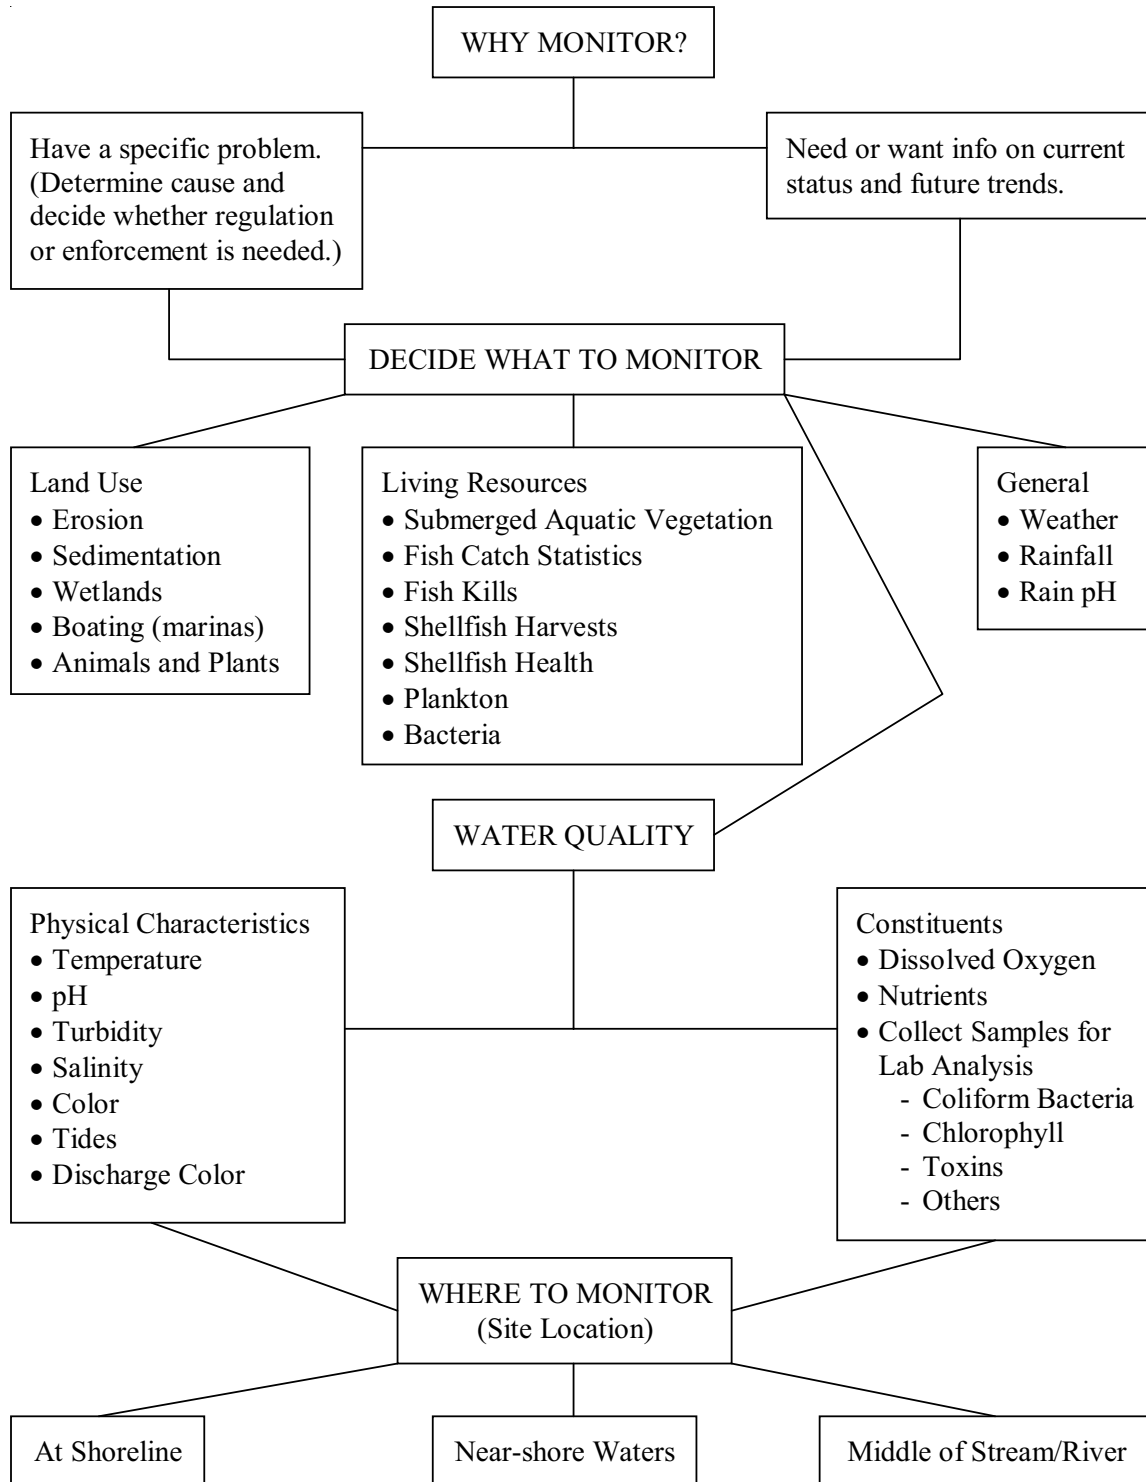 WHY MONITOR?
Have a specific problem.
(Determine cause and
decide whether regulation
or enforcement is needed.)
Need or want info on current
status and future trends.
DECIDE WHAT TO MONITOR
Land Use
• Erosion
• Sedimentation
• Wetlands
• Boating (marinas)
• Animals and Plants
Living Resources
• Submerged Aquatic Vegetation
• Fish Catch Statistics
• Fish Kills
• Shellfish Harvests
• Shellfish Health
• Plankton
• Bacteria
General
• Weather
• Rainfall
• Rain pH
WATER QUALITY
Physical Characteristics
• Temperature
• pH
• Turbidity
• Salinity
• Color
• Tides
• Discharge Color
Constituents
• Dissolved Oxygen
• Nutrients
• Collect Samples for
Lab Analysis
- Coliform Bacteria
- Chlorophyll
- Toxins
- Others
WHERE TO MONITOR
(Site Location)
At Shoreline
Near-shore Waters
Middle of Stream/River